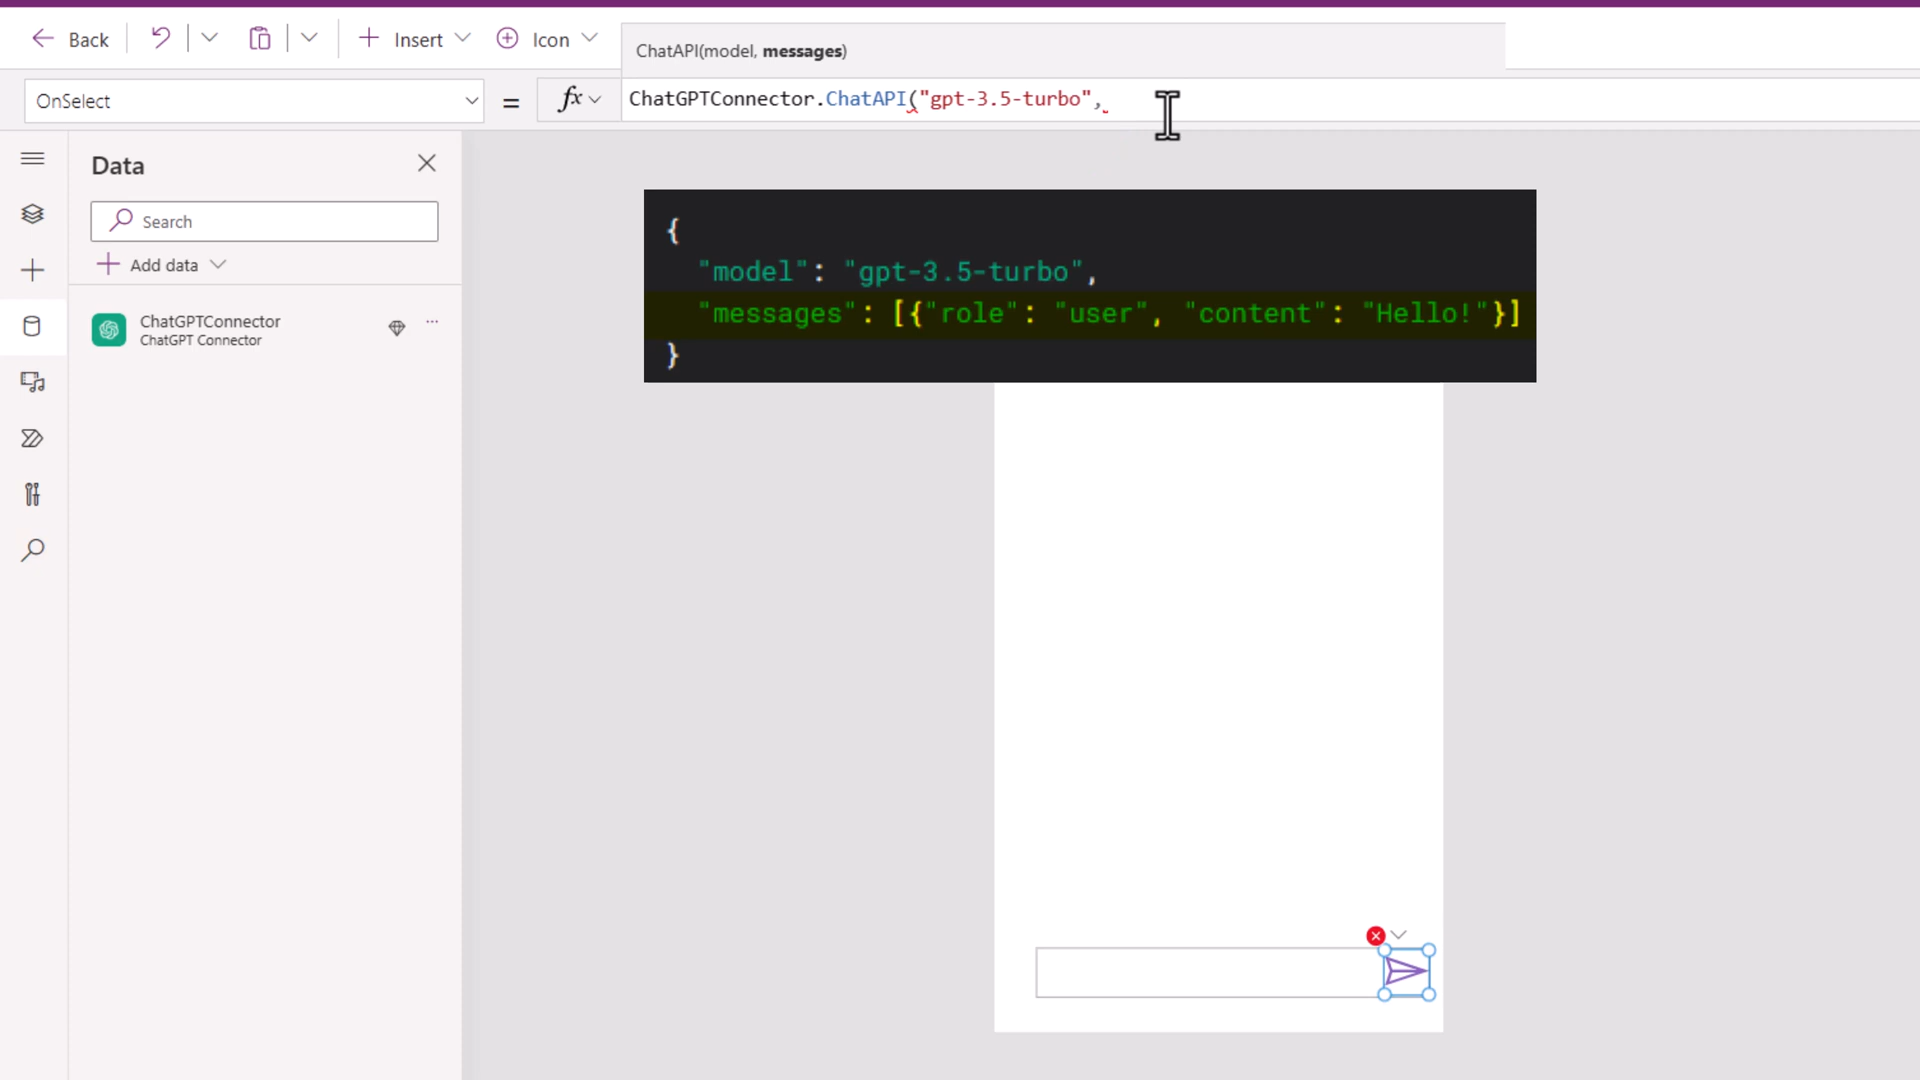 Back
Insert
Icon
ChatAPI(model, messages)
OnSelect
=
fx
ChatGPTConnector.ChatAPI("gpt-3.5-turbo",
Data
Search
Add data
ChatGPTConnector
ChatGPT Connector
...
{
"model": "gpt-3.5-turbo",
"messages": [{"role": "user", "content": "Hello!"}]
}